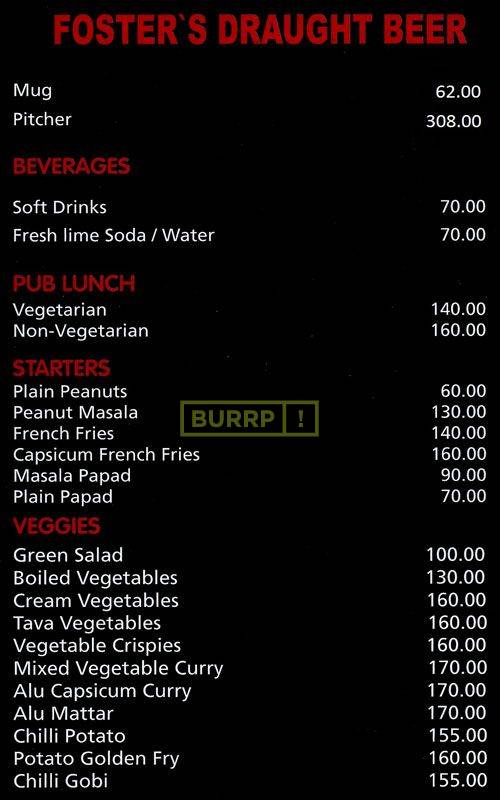 FOSTER`S DRAUGHT BEER
Mug 62.00
Pitcher 308.00
BEVERAGES
Soft Drinks 70.00
Fresh lime Soda / Water 70.00
PUB LUNCH
Vegetarian 140.00
Non-Vegetarian 160.00
STARTERS
Plain Peanuts 60.00
Peanut Masala 130.00
BURRP !
French Fries 140.00
Capsicum French Fries 160.00
Masala Papad 90.00
Plain Papad 70.00
VEGGIES
Green Salad 100.00
Boiled Vegetables 130.00
Cream Vegetables 160.00
Tava Vegetables 160.00
Vegetable Crispies 160.00
Mixed Vegetable Curry 170.00
Alu Capsicum Curry 170.00
Alu Mattar 170.00
Chilli Potato 155.00
Potato Golden Fry 160.00
Chilli Gobi 155.00